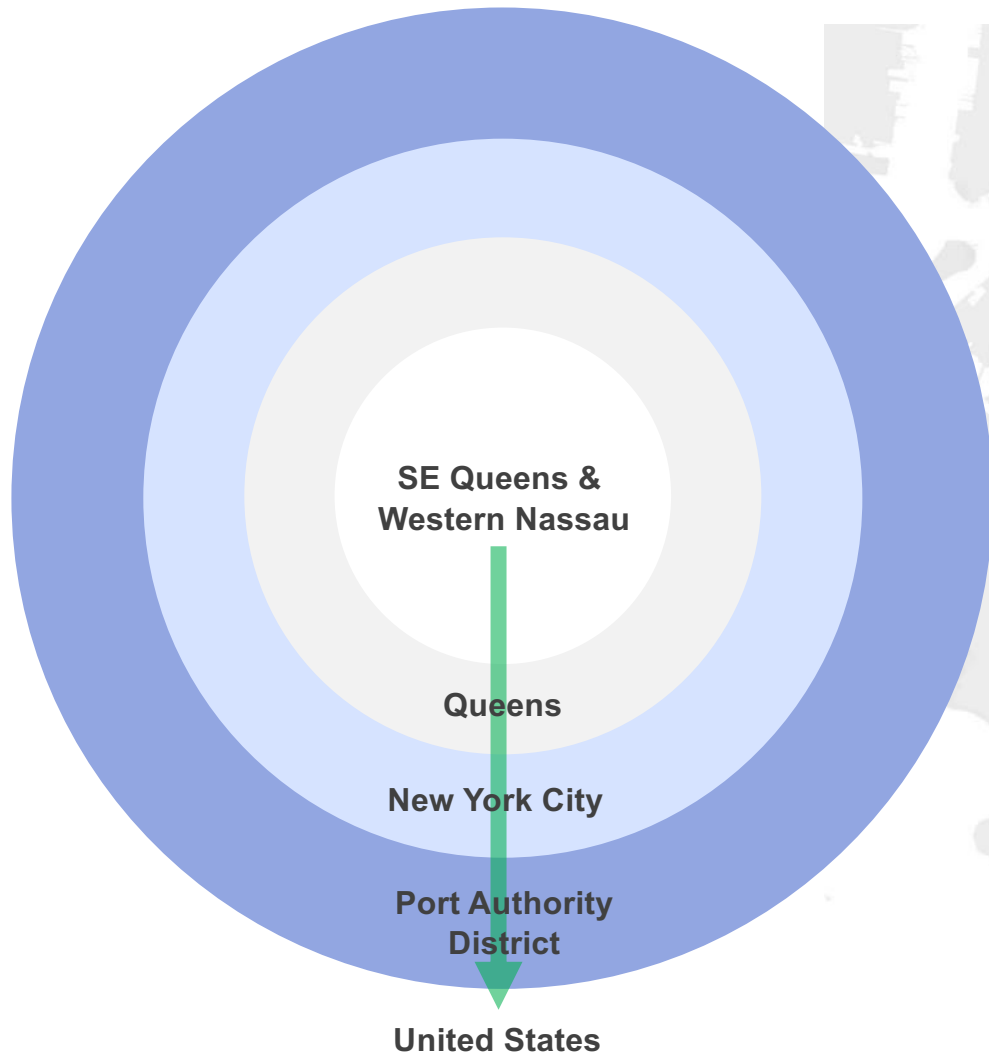 SE Queens &
Western Nassau
Queens
New York City
Port Authority
District
United States